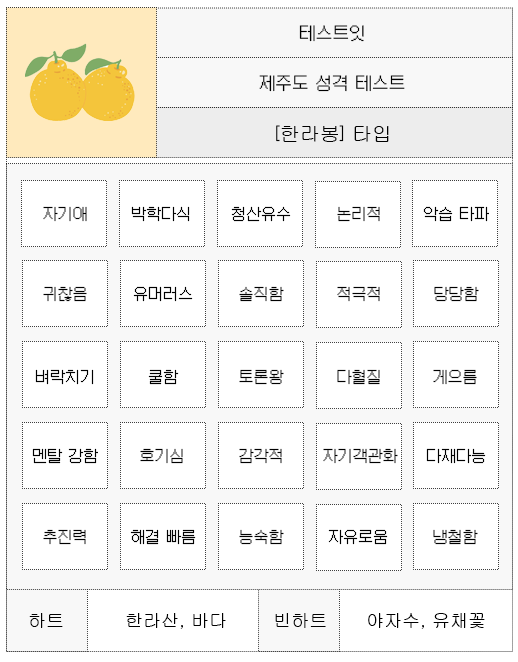 테스트잇
제주도 성격 테스트
[한라봉] 타입
자기애 박학다식 청산유수 논리적 악습 타파
귀찮음 유머러스 솔직함 적극적 당당함
벼락치기 쿨함 토론왕 다혈질 게으름
멘탈 강함 호기심 감각적 자기객관화 다재다능
추진력 해결 빠름 능숙함 자유로움 냉철함
하트 한라산, 바다 빈하트 야자수, 유채꽃